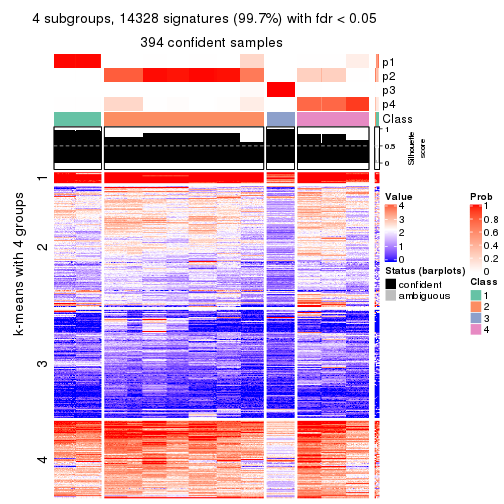 4 subgroups, 14328 signatures (99.7%) with fdr < 0.05
394 confident samples
p1
p2
p3
p4
Class
1
0.5
0
Silhouette
score
k-means with 4 groups
1
2
3
4
Value
4
3
2
1
0
Status (barplots)
confident
ambiguous
Prob
1
0.8
0.6
0.4
0.2
0
Class
1
2
3
4